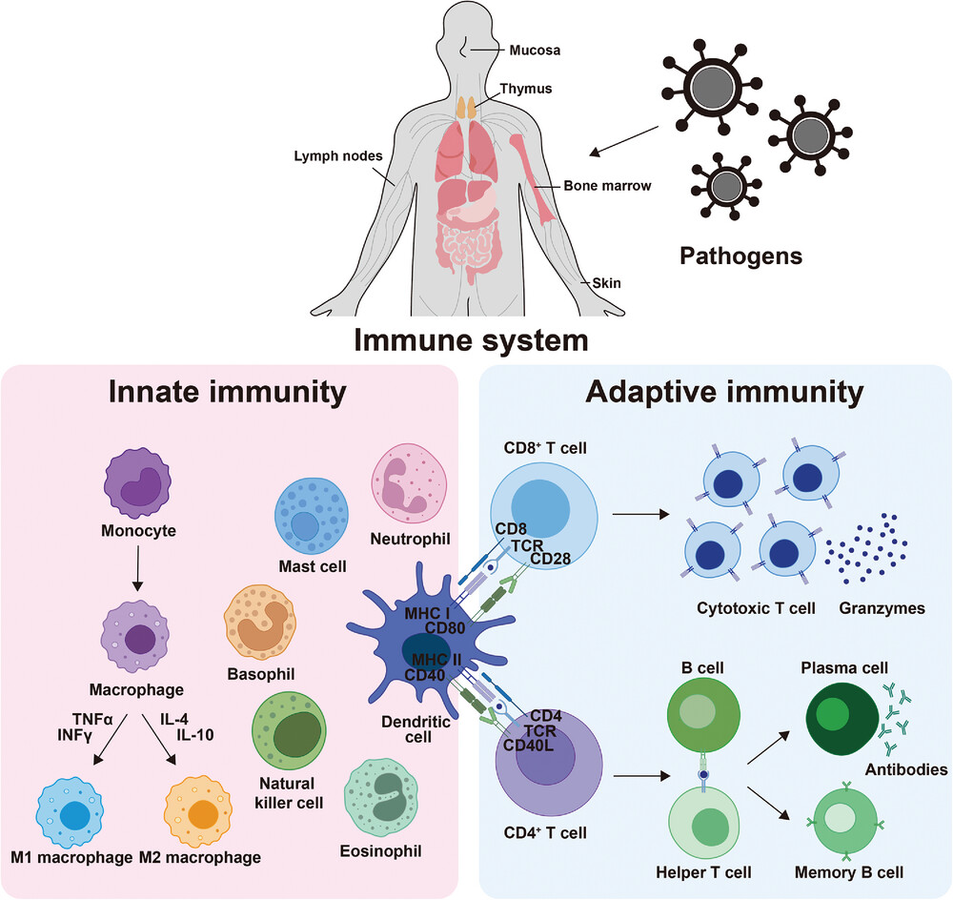 Mucosa
Thymus
Lymph nodes
Bone marrow
Skin
Pathogens
Immune system
Innate immunity
Monocyte
Mast cell
Neutrophil
Macrophage
Basophil
TNFα
INFγ
IL-4
IL-10
Natural
killer cell
M1 macrophage
M2 macrophage
Eosinophil
Dendritic
cell
MHC I
CD80
MHC II
CD40
Adaptive immunity
CD8⁺ T cell
CD8
TCR
CD28
Cytotoxic T cell
Granzymes
CD4
TCR
CD40L
CD4⁺ T cell
B cell
Helper T cell
Plasma cell
Antibodies
Memory B cell